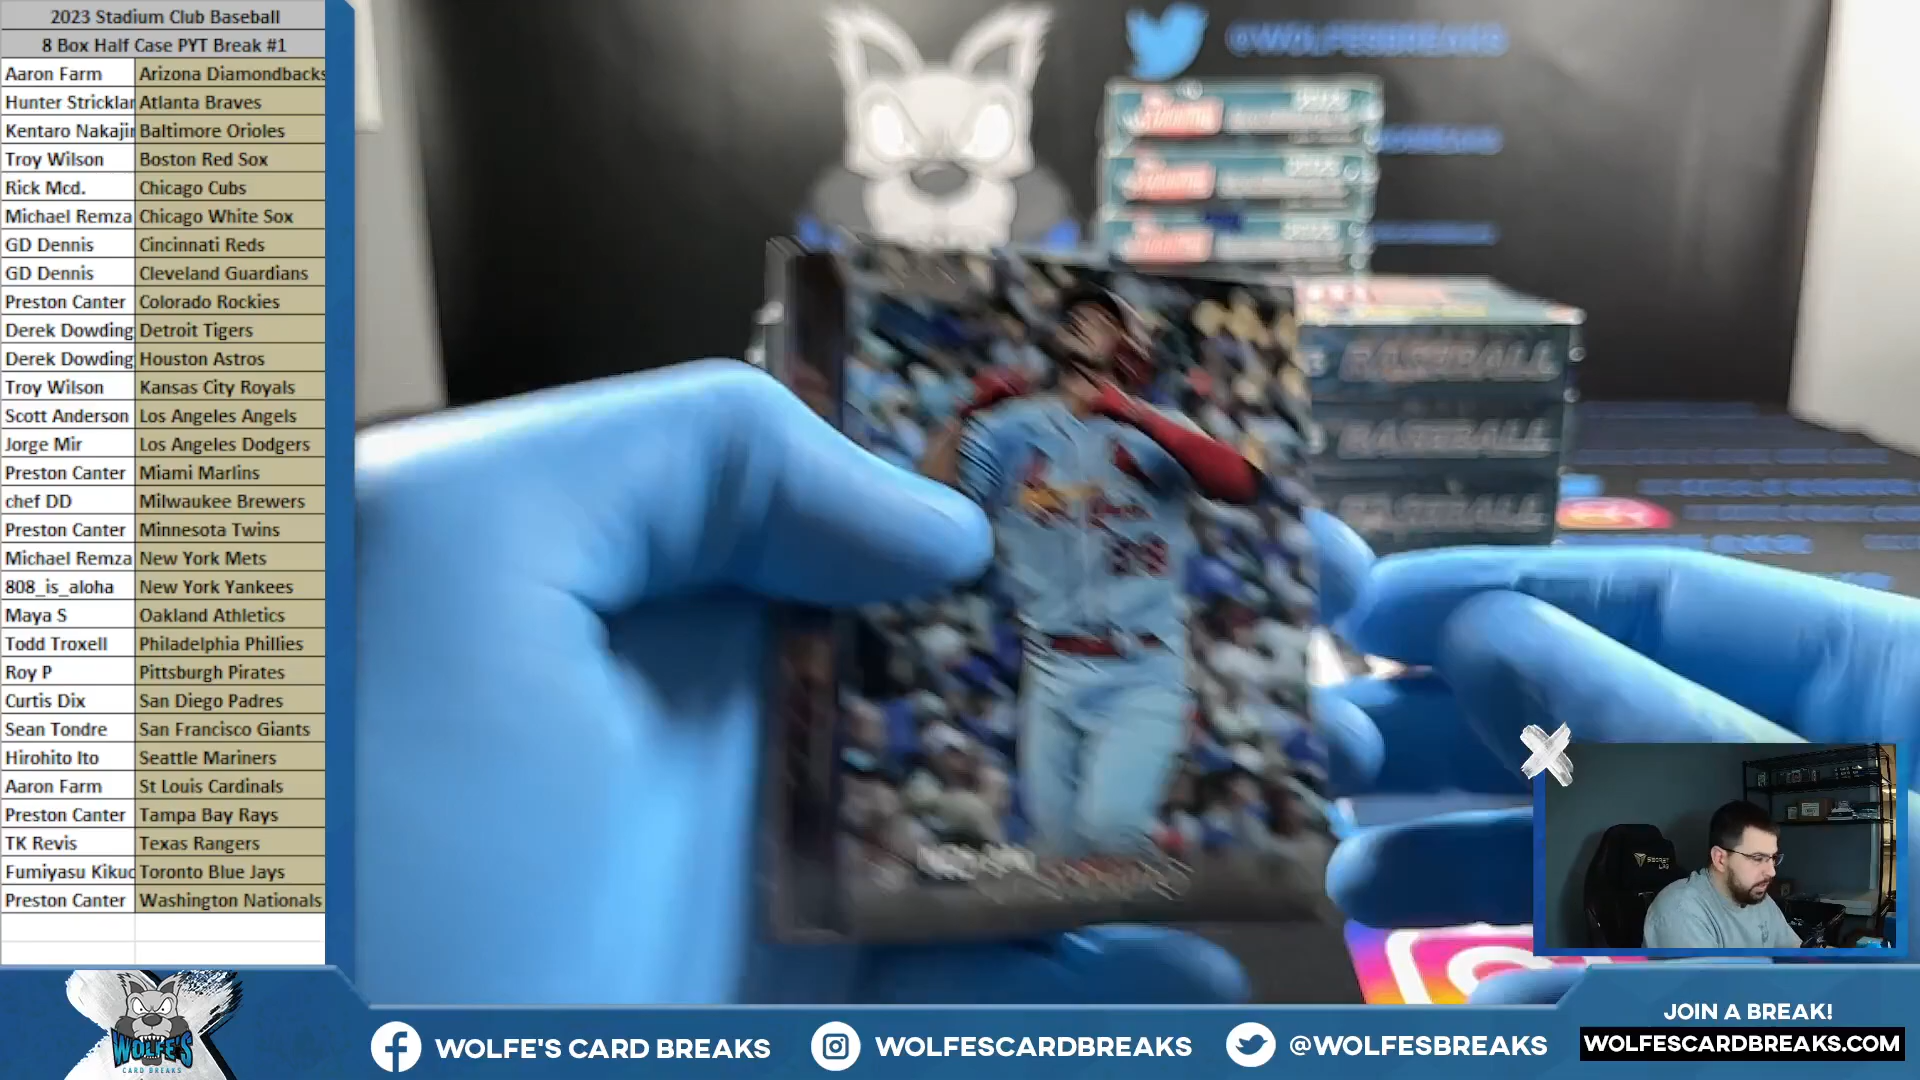 2023 Stadium Club Baseball
8 Box Half Case PYT Break #1
Aaron Farm Arizona Diamondbacks
Hunter Stricklar Atlanta Braves
Kentaro Nakajir Baltimore Orioles
Troy Wilson Boston Red Sox
Rick Mcd. Chicago Cubs
Michael Remza Chicago White Sox
GD Dennis Cincinnati Reds
GD Dennis Cleveland Guardians
Preston Canter Colorado Rockies
Derek Dowding Detroit Tigers
Derek Dowding Houston Astros
Troy Wilson Kansas City Royals
Scott Anderson Los Angeles Angels
Jorge Mir Los Angeles Dodgers
Preston Canter Miami Marlins
chef DD Milwaukee Brewers
Preston Canter Minnesota Twins
Michael Remza New York Mets
808_is_aloha New York Yankees
Maya S Oakland Athletics
Todd Troxell Philadelphia Phillies
Roy P Pittsburgh Pirates
Curtis Dix San Diego Padres
Sean Tondre San Francisco Giants
Hirohito Ito Seattle Mariners
Aaron Farm St Louis Cardinals
Preston Canter Tampa Bay Rays
TK Revis Texas Rangers
Fumiyasu Kikuc Toronto Blue Jays
Preston Canter Washington Nationals
@WOLFESBREAKS
BASEBALL
BASEBALL
BASEBALL
WOLFE'S
CARD BREAKS
WOLFE'S CARD BREAKS
WOLFESCARDBREAKS
@WOLFESBREAKS
JOIN A BREAK!
WOLFESCARDBREAKS.COM